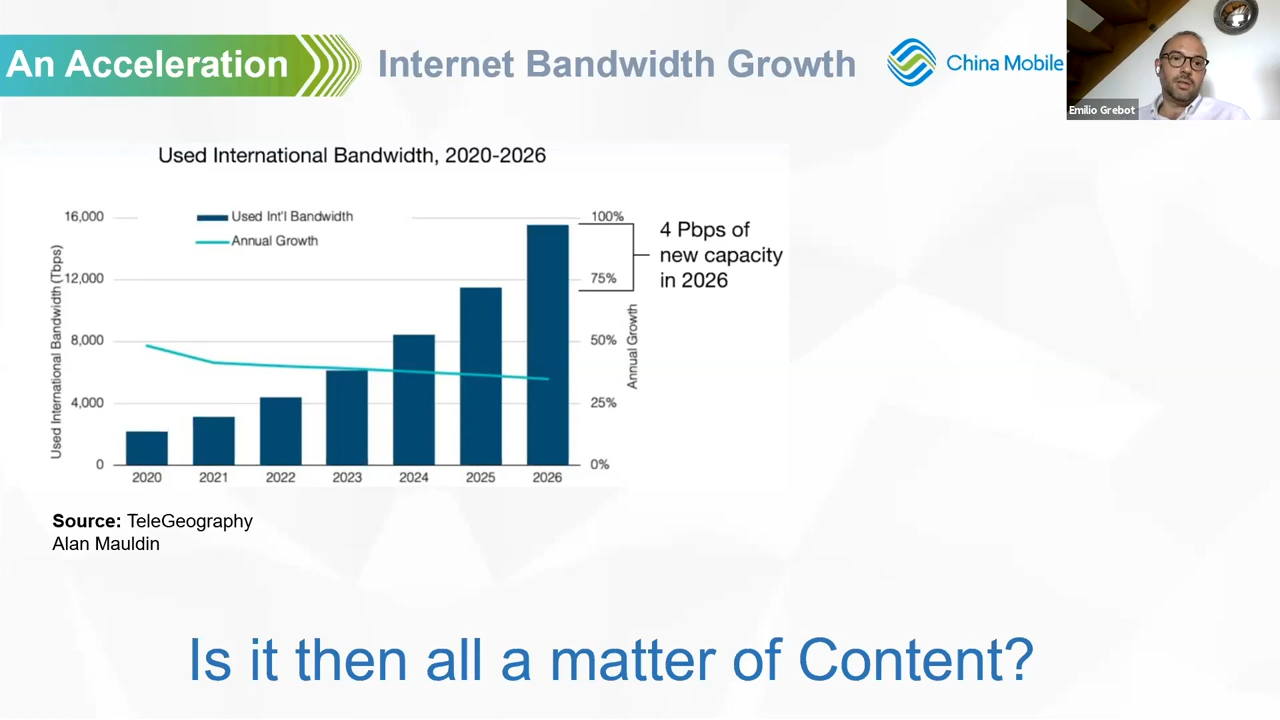 An Acceleration
Internet Bandwidth Growth
China Mobile
Emilio Grebot
Used International Bandwidth, 2020-2026
Used Int'l Bandwidth
Annual Growth
Used International Bandwidth (Tbps)
16,000
12,000
8,000
4,000
0
100%
75%
50%
25%
0%
Annual Growth
2020 2021 2022 2023 2024 2025 2026
4 Pbps of
new capacity
in 2026
Source: TeleGeography
Alan Mauldin
Is it then all a matter of Content?